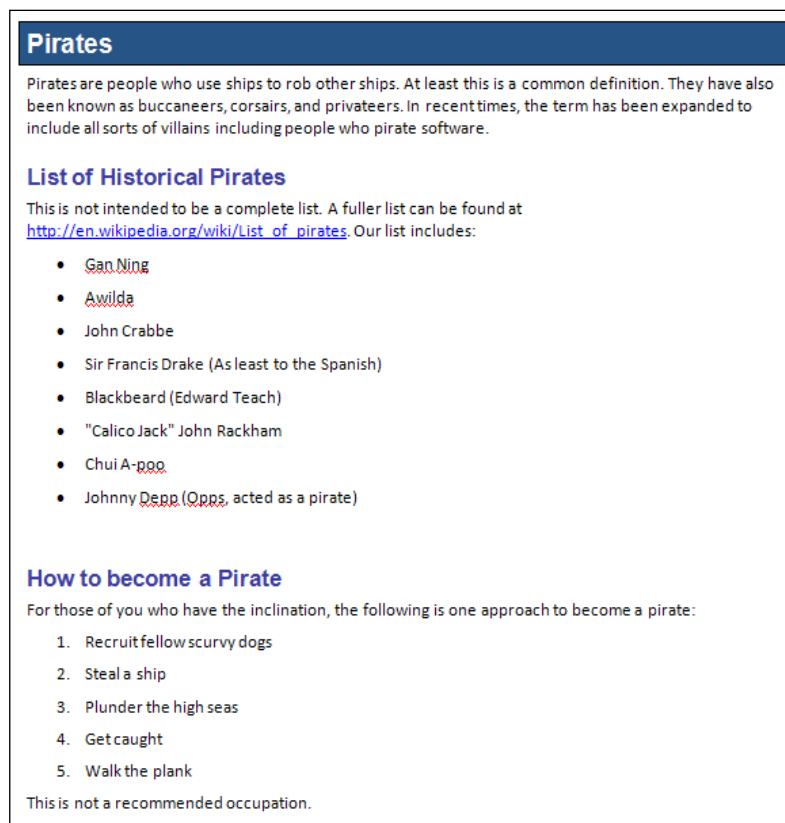 Pirates
Pirates are people who use ships to rob other ships. At least this is a common definition. They have also
been known as buccaneers, corsairs, and privateers. In recent times, the term has been expanded to
include all sorts of villains including people who pirate software.
List of Historical Pirates
This is not intended to be a complete list. A fuller list can be found at
http://en.wikipedia.org/wiki/List_of_pirates. Our list includes:
• Gan Ning
• Awilda
• John Crabbe
• Sir Francis Drake (As least to the Spanish)
• Blackbeard (Edward Teach)
• "Calico Jack" John Rackham
• Chui A-poo
• Johnny Depp (Opps, acted as a pirate)
How to become a Pirate
For those of you who have the inclination, the following is one approach to become a pirate:
1. Recruit fellow scurvy dogs
2. Steal a ship
3. Plunder the high seas
4. Get caught
5. Walk the plank
This is not a recommended occupation.